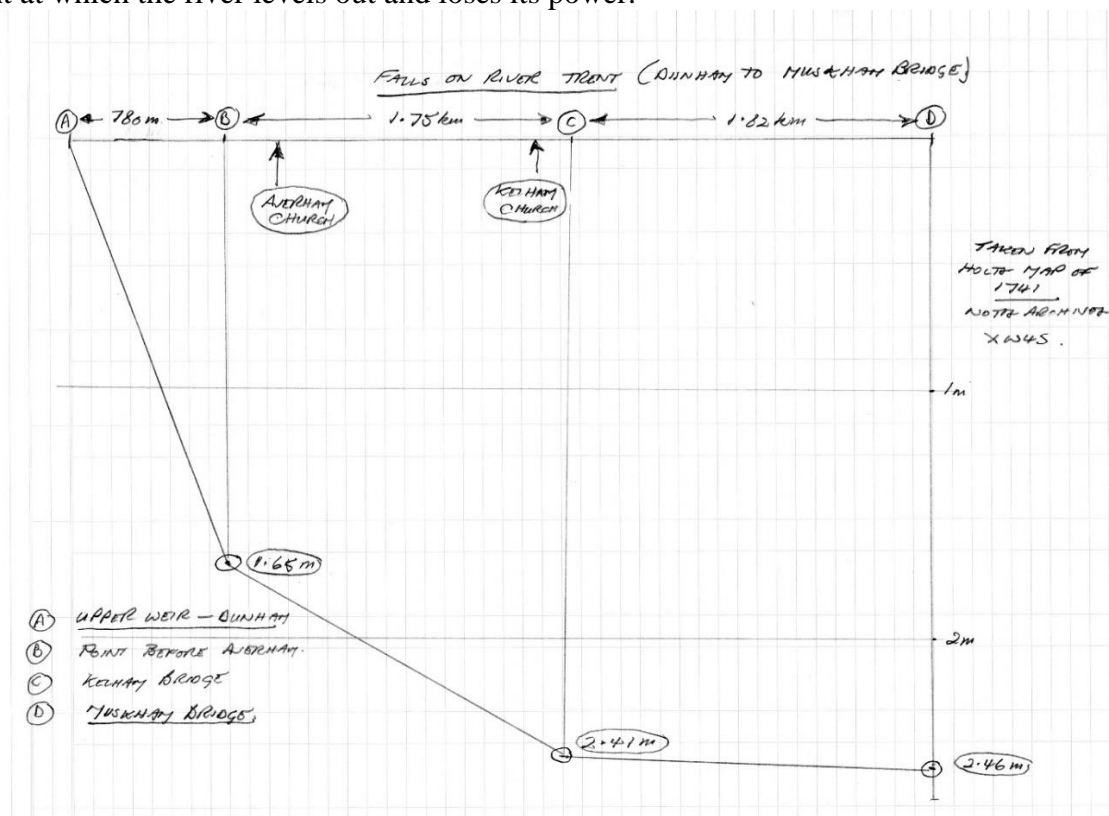 t at which the river levels out and loses its power.
FALLS ON RIVER TRENT (DUNHAM TO MUSKHAM BRIDGE)
A 780m B 1.75km C 1.82km D
AVERHAM
CHURCH
KELHAM
CHURCH
TAKEN FROM
MAP OF
1741
NOTTS ARCHIVES
1m
1.65m
A UPPER WEIR — DUNHAM
B POINT BEFORE AVERHAM.
2m
C KELHAM BRIDGE
D MUSKHAM BRIDGE
2.41m
2.46m